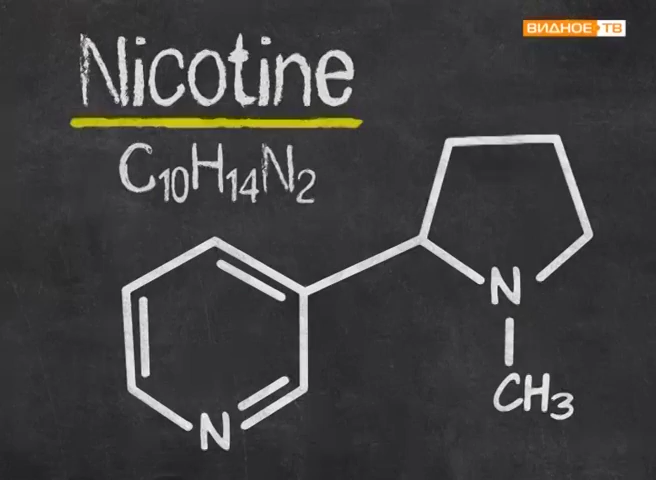 ВИДНОЕ ТВ
Nicotine
C₁₀H₁₄N₂
N
N
CH₃